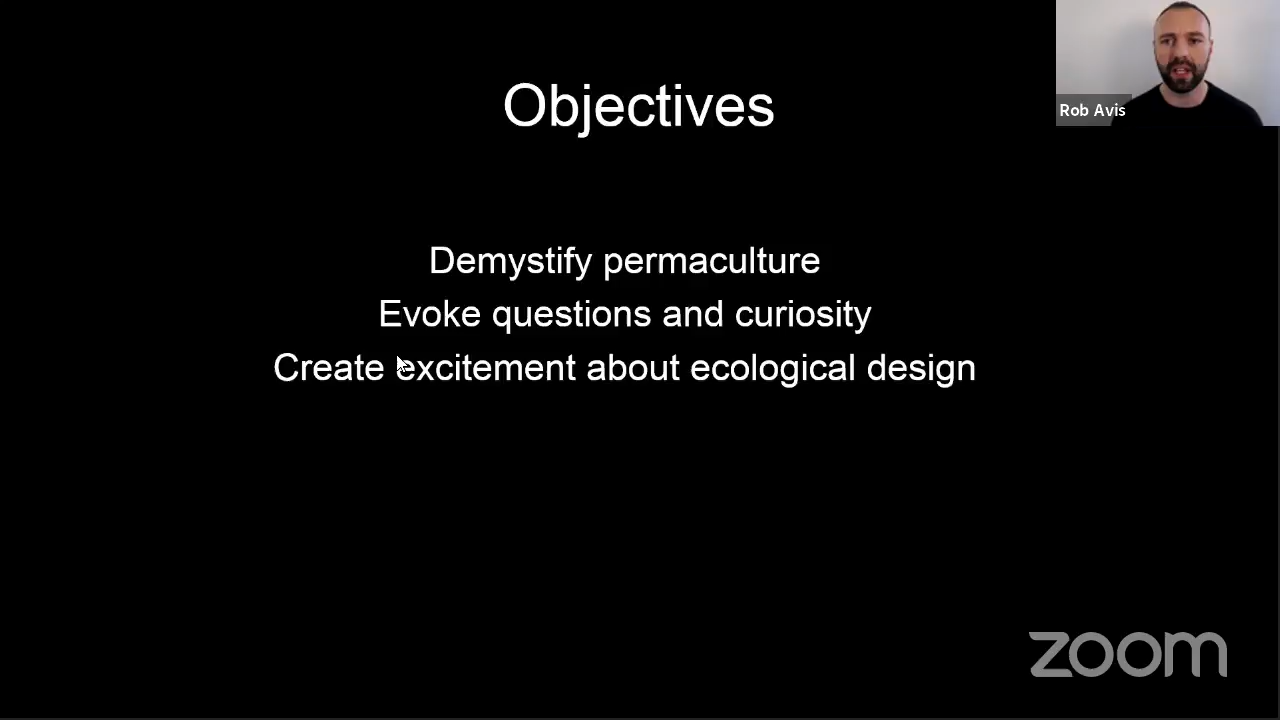 Objectives
Rob Avis
Demystify permaculture
Evoke questions and curiosity
Create excitement about ecological design
zoom